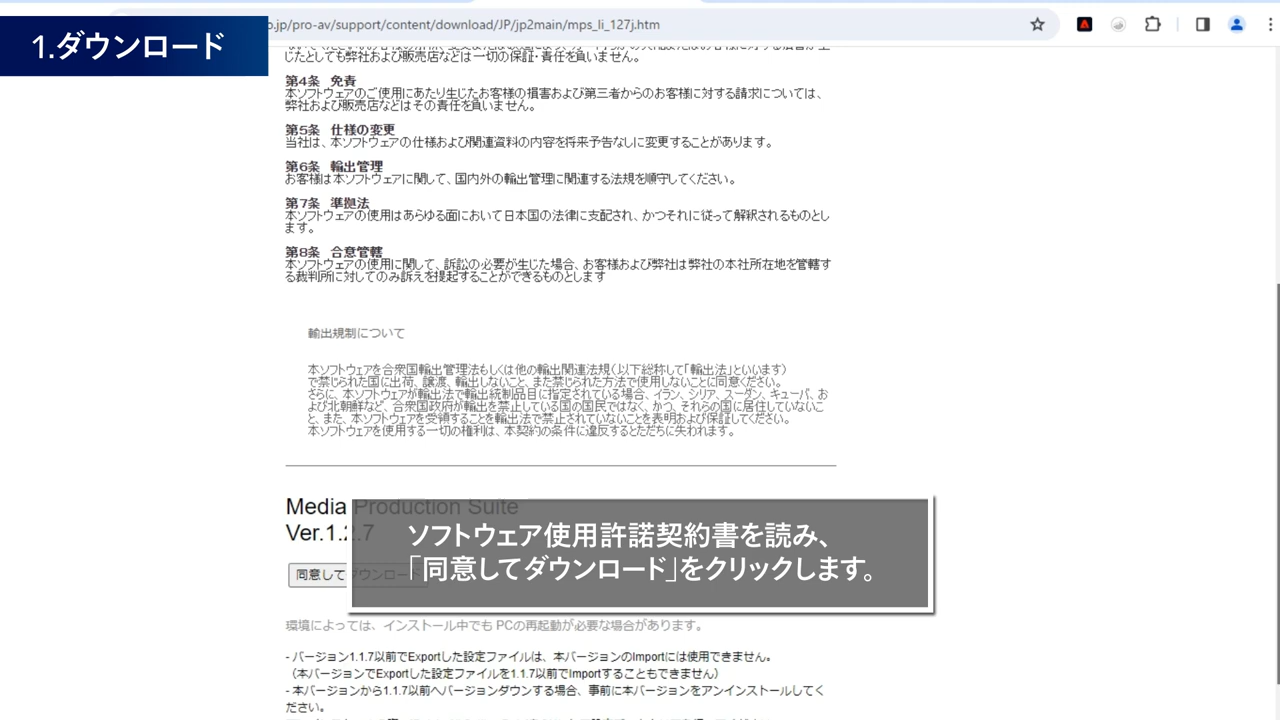 o.jp/pro-av/support/content/download/JP/jp2main/mps_li_127j.htm
1.ダウンロード
じたとしても弊社および販売店などは一切の保証・責任を負いません。
第4条 免責
本ソフトウェアのご使用にあたり生じたお客様の損害および第三者からのお客様に対する請求については、
弊社および販売店などはその責任を負いません。
第5条 仕様の変更
当社は、本ソフトウェアの仕様および関連資料の内容を将来予告なしに変更することがあります。
第6条 輸出管理
お客様は本ソフトウェアに関して、国内外の輸出管理に関連する法規を順守してください。
第7条 準拠法
本ソフトウェアの使用はあらゆる面において日本国の法律に支配され、かつそれに従って解釈されるものとし
ます。
第8条 合意管轄
本ソフトウェアの使用に関して、訴訟の必要が生じた場合、お客様および弊社は弊社の本社所在地を管轄す
る裁判所に対してのみ訴えを提起することができるものとします
輸出規制について
本ソフトウェアを合衆国輸出管理法もしくは他の輸出関連法規(以下総称して「輸出法」といいます)
で禁じられた国に出荷、譲渡、輸出しないこと、また禁じられた方法で使用しないことに同意ください。
さらに、本ソフトウェアが輸出法で輸出統制品目に指定されている場合、イラン、シリア、スーダン、キューバ、お
よび北朝鮮など、合衆国政府が輸出を禁止している国の国民ではなく、かつ、それらの国に居住していないこ
と、また、本ソフトウェアを受領することを輸出法で禁止されていないことを表明および保証してください。
本ソフトウェアを使用する一切の権利は、本契約の条件に違反するとただちに失われます。
Media Production Suite
Ver.1.2.7
同意してダウンロード
ソフトウェア使用許諾契約書を読み、
「同意してダウンロード」をクリックします。
環境によっては、インストール中でも PCの再起動が必要な場合があります。
- バージョン1.1.7以前でExportした設定ファイルは、本バージョンのImportには使用できません。
（本バージョンでExportした設定ファイルを1.1.7以前でImportすることもできません）
- 本バージョンから1.1.7以前へバージョンダウンする場合、事前に本バージョンをアンインストールしてく
ださい。